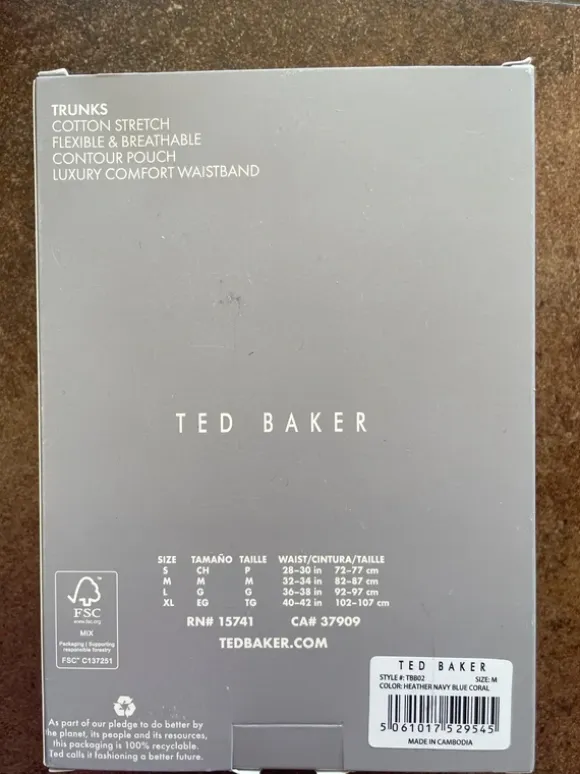 TRUNKS
COTTON STRETCH
FLEXIBLE & BREATHABLE
CONTOUR POUCH
LUXURY COMFORT WAISTBAND
TED BAKER
SIZE TAMAÑO TAILLE WAIST/CINTURA/TAILLE
S CH P 28–30 in 72–77 cm
M M M 32–34 in 82–87 cm
L G G 36–38 in 92–97 cm
XL EG TG 40–42 in 102–107 cm
RN# 15741 CA# 37909
TEDBAKER.COM
FSC
www.fsc.org
MIX
Packaging | Supporting
responsible forestry
FSC™ C137251
As part of our pledge to do better by
the planet, its people and its resources,
this packaging is 100% recyclable.
Ted calls it fashioning a better future.
TED BAKER
STYLE #: TBB02 SIZE: M
COLOR: HEATHER NAVY BLUE CORAL
5 061017 529545
MADE IN CAMBODIA